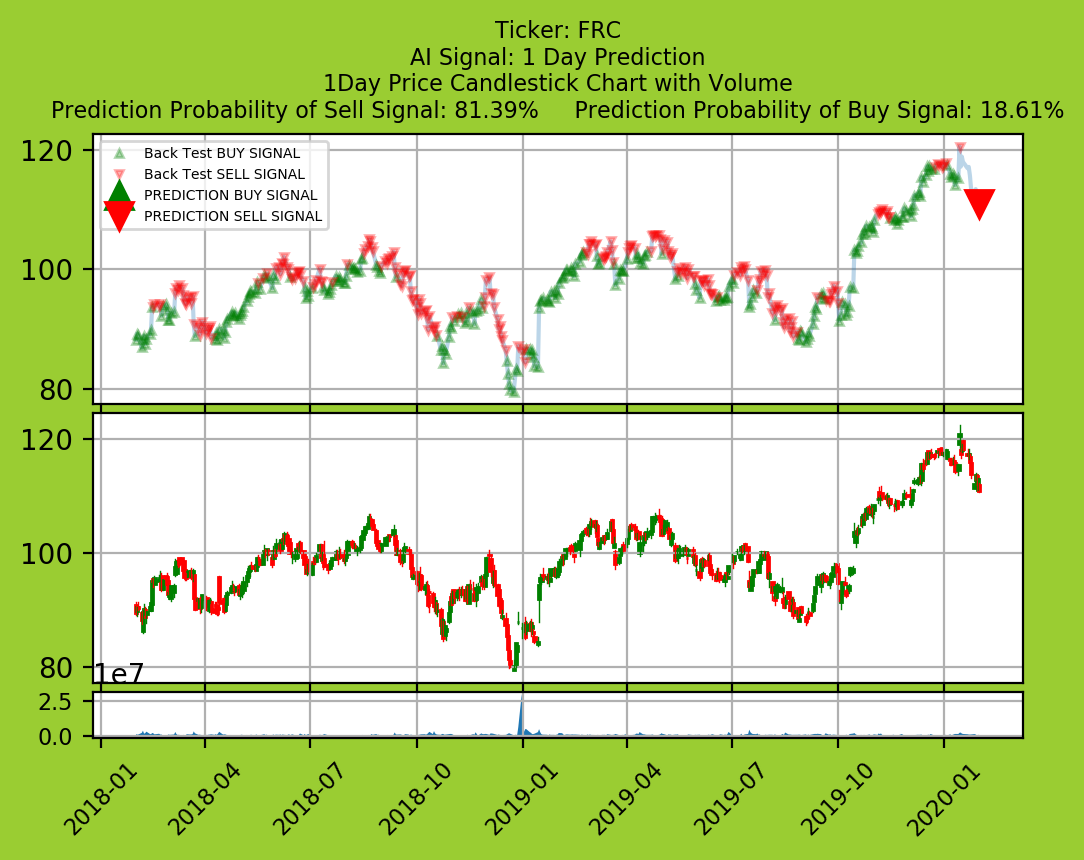 Ticker: FRC
AI Signal: 1 Day Prediction
1Day Price Candlestick Chart with Volume
Prediction Probability of Sell Signal: 81.39%     Prediction Probability of Buy Signal: 18.61%
Back Test BUY SIGNAL
Back Test SELL SIGNAL
PREDICTION BUY SIGNAL
PREDICTION SELL SIGNAL
120
100
80
120
100
80
1e7
2.5
0.0
2018-01
2018-04
2018-07
2018-10
2019-01
2019-04
2019-07
2019-10
2020-01